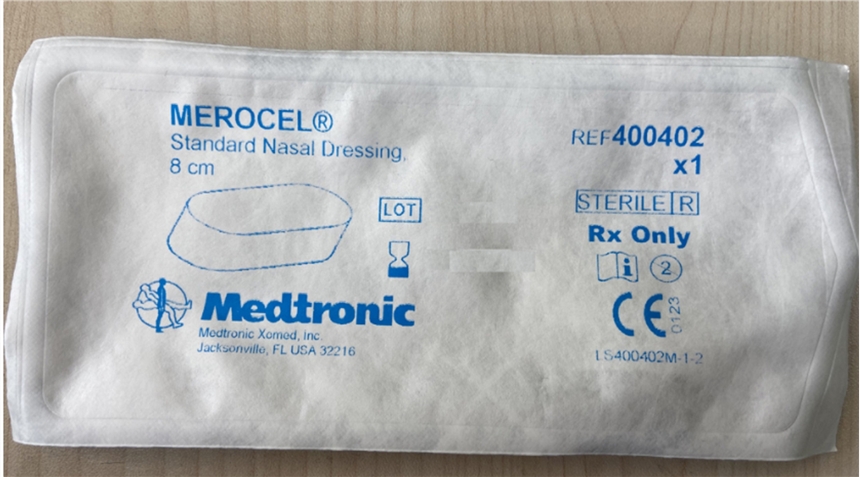 MEROCEL®
Standard Nasal Dressing,
8 cm
REF400402
x1
LOT
STERILE R
Rx Only
i 2
CE 0123
Medtronic
Medtronic Xomed, Inc.
Jacksonville, FL USA 32216
LS400402M-1-2